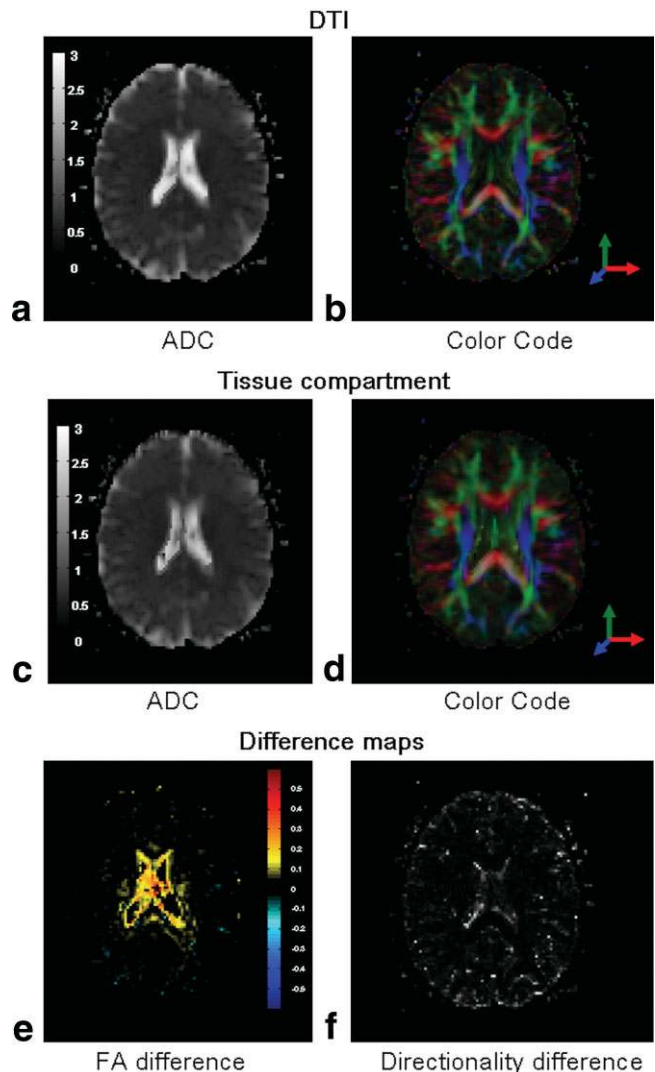 DTI
3
2.5
2
1.5
1
0.5
0
a
b
ADC
Color Code
Tissue compartment
3
2.5
2
1.5
1
0.5
0
c
d
ADC
Color Code
Difference maps
0.5
0.4
0.3
0.2
0.1
0
-0.1
-0.2
-0.3
-0.4
-0.5
e
f
FA difference
Directionality difference